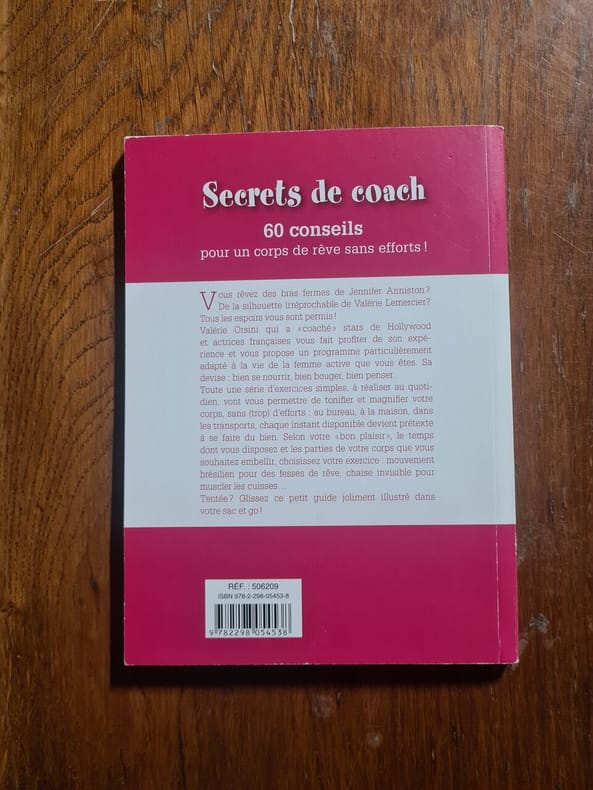 Secrets de coach
60 conseils
pour un corps de rêve sans efforts !
Vous rêvez des bras fermes de Jennifer Anniston ?
De la silhouette irréprochable de Valérie Lemercier ?
Tous les espoirs vous sont permis !
Valérie Orsini qui a « coaché » stars de Hollywood
et actrices françaises vous fait profiter de son expé-
rience et vous propose un programme particulièrement
adapté à la vie de la femme active que vous êtes. Sa
devise : bien se nourrir, bien bouger, bien penser.
Toute une série d'exercices simples, à réaliser au quoti-
dien, vont vous permettre de tonifier et magnifier votre
corps, sans (trop) d'efforts : au bureau, à la maison, dans
les transports, chaque instant disponible devient prétexte
à se faire du bien. Selon votre « bon plaisir », le temps
dont vous disposez et les parties de votre corps que vous
souhaitez embellir, choisissez votre exercice : mouvement
brésilien pour des fesses de rêve, chaise invisible pour
muscler les cuisses...
Tentée ? Glissez ce petit guide joliment illustré dans
votre sac et go !
RÉF. : 506209
ISBN 978-2-298-05453-8
9 782298 054538